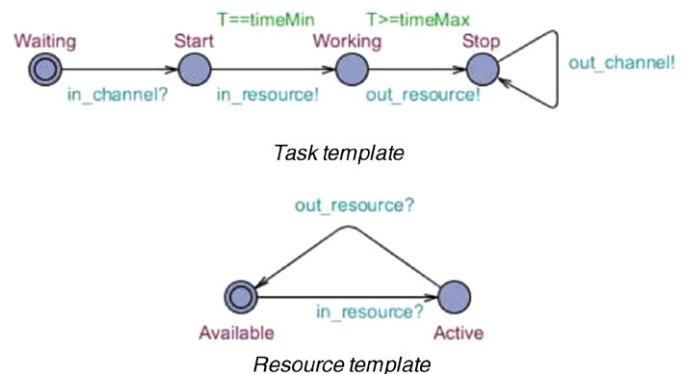 T==timeMin T>=timeMax
Waiting Start Working Stop
out_channel!
in_channel? in_resource! out_resource!
Task template
out_resource?
in_resource?
Available Active
Resource template